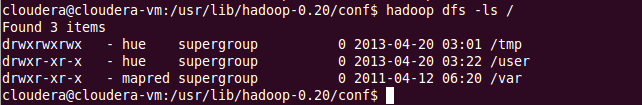 cloudera@cloudera-vm:/usr/lib/hadoop-0.20/conf$ hadoop dfs -ls /
Found 3 items
drwxrwxrwx   - hue    supergroup          0 2013-04-20 03:01 /tmp
drwxr-xr-x   - hue    supergroup          0 2013-04-20 03:22 /user
drwxr-xr-x   - mapred supergroup          0 2011-04-12 06:20 /var
cloudera@cloudera-vm:/usr/lib/hadoop-0.20/conf$